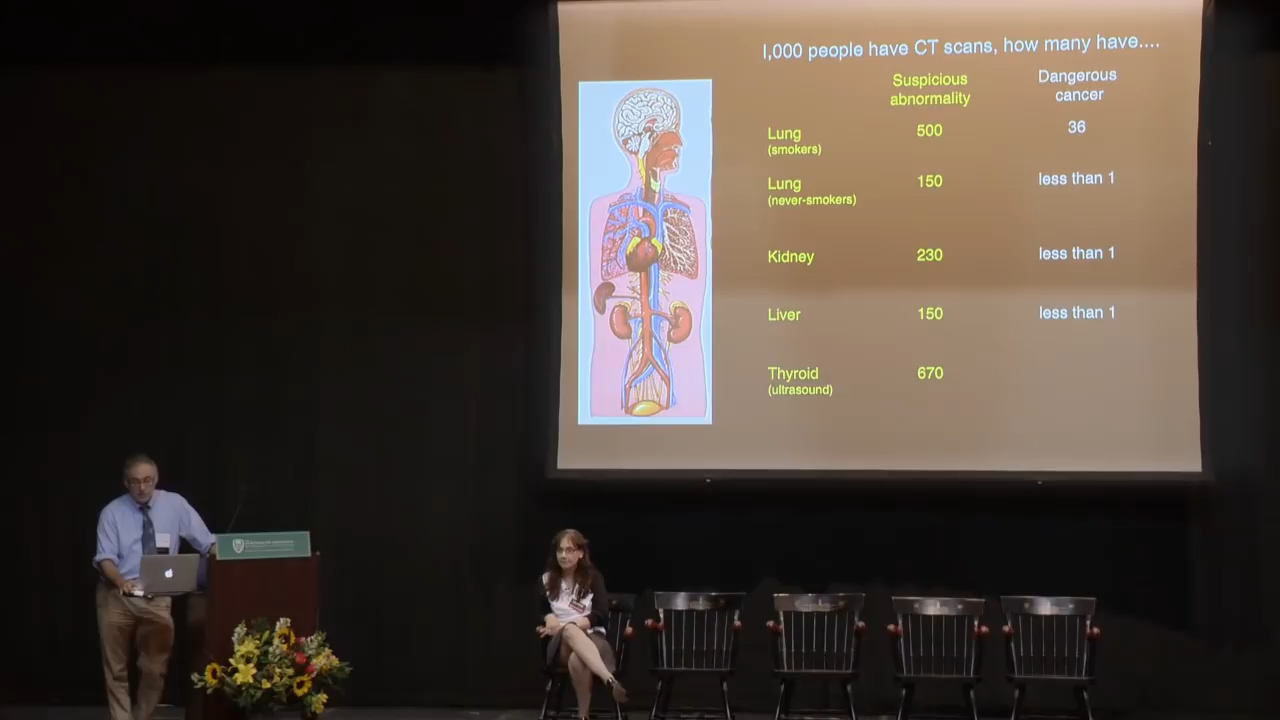 1,000 people have CT scans, how many have....
Suspicious abnormality
Dangerous cancer
Lung 500 36
(smokers)
Lung 150 less than 1
(never-smokers)
Kidney 230 less than 1
Liver 150 less than 1
Thyroid 670
(ultrasound)